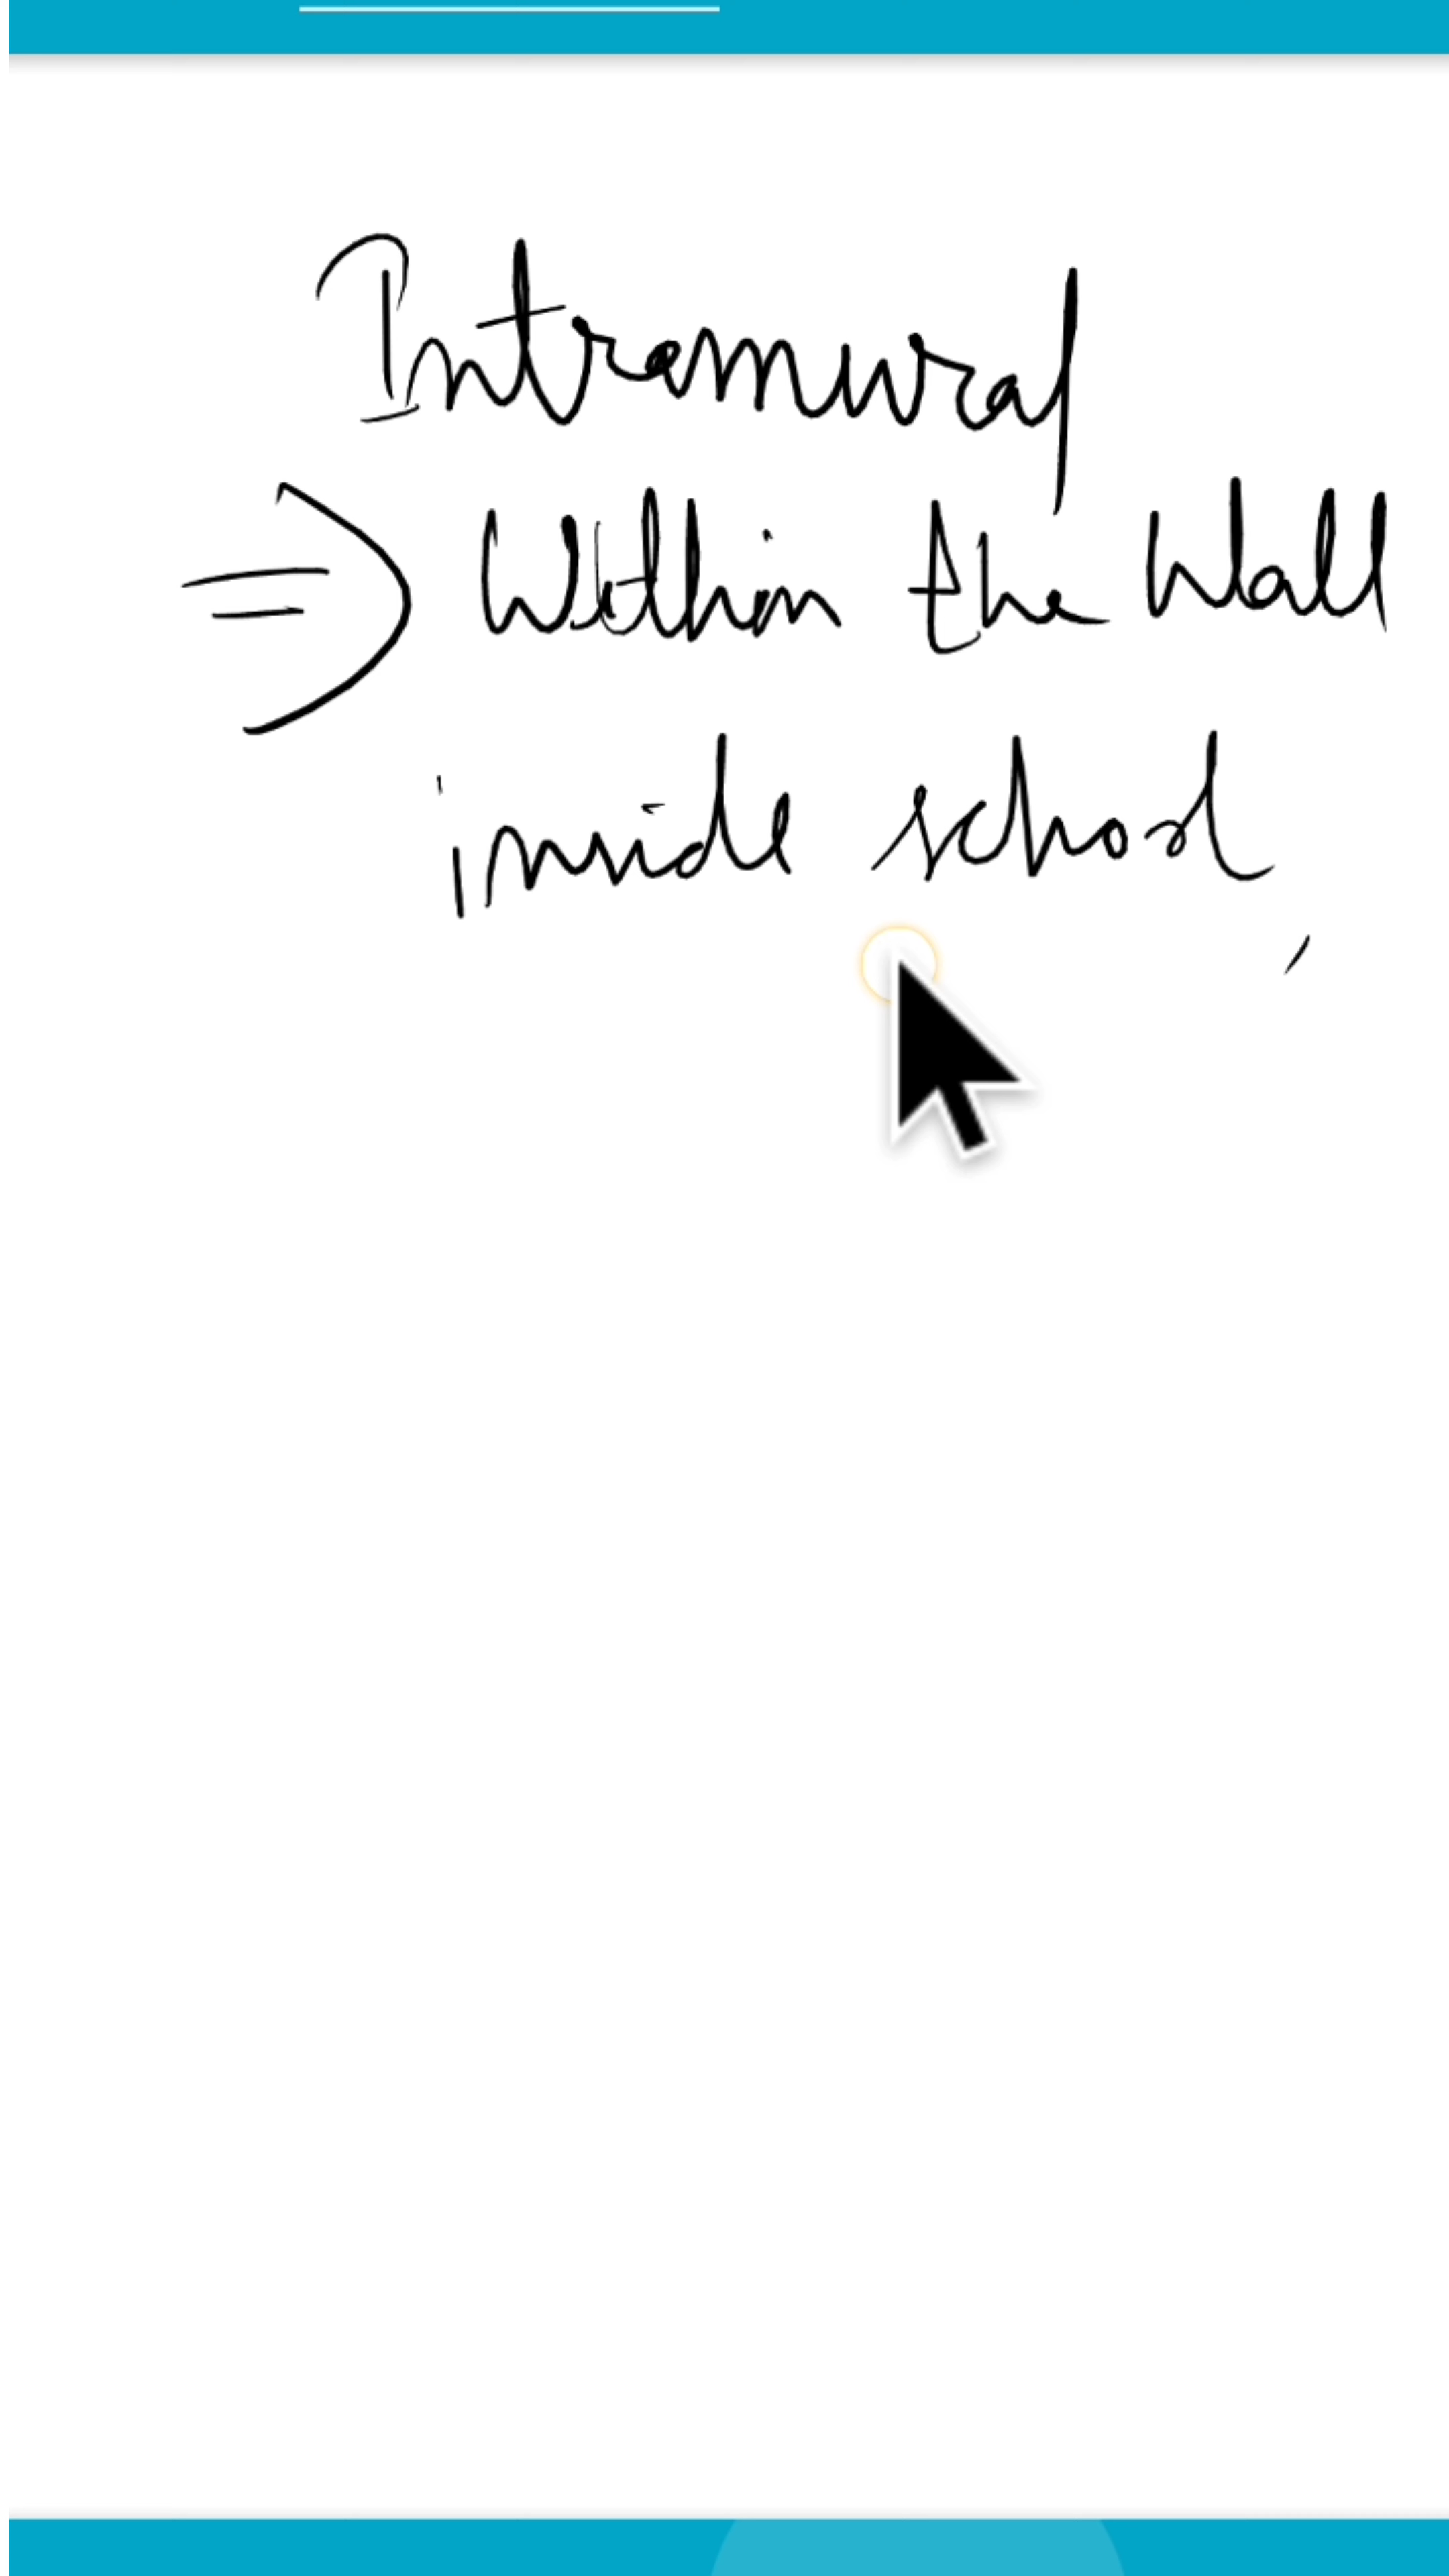 Intramural
⇒ Within the Wall
inside school,